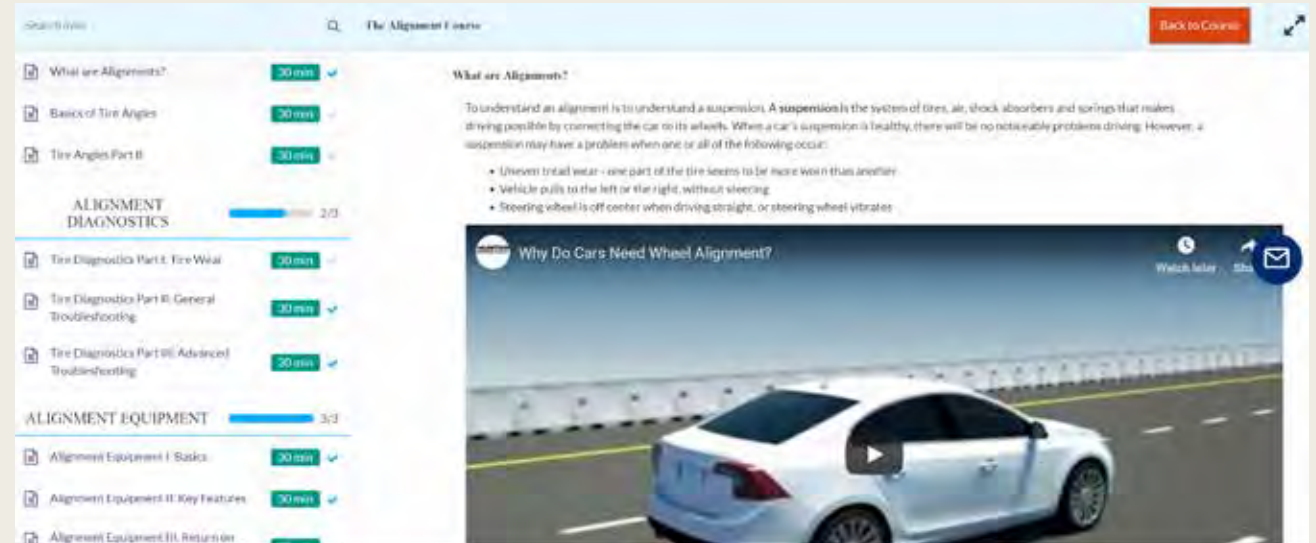 The Alignment Course
Back to Course
What are Alignments? 30 min
Basics of Tire Angles 30 min
Tire Angles Part II 30 min
ALIGNMENT
DIAGNOSTICS
2/3
Tire Diagnostics Part I: Tire Wear 30 min
Tire Diagnostics Part II: General
Troubleshooting
30 min
Tire Diagnostics Part III: Advanced
Troubleshooting
30 min
ALIGNMENT EQUIPMENT 3/3
Alignment Equipment I: Basics 30 min
Alignment Equipment II: Key Features 30 min
Alignment Equipment III: Return on
What are Alignments?
To understand an alignment is to understand a suspension. A suspension is the system of tires, air, shock absorbers and springs that makes
driving possible by connecting the car to its wheels. When a car's suspension is healthy, there will be no noticeable problems driving. However, a
suspension may have a problem when one or all of the following occur:
• Uneven tread wear - one part of the tire seems to be more worn than another
• Vehicle pulls to the left or the right, without steering
• Steering wheel is off center when driving straight, or steering wheel vibrates
Why Do Cars Need Wheel Alignment?
Watch later